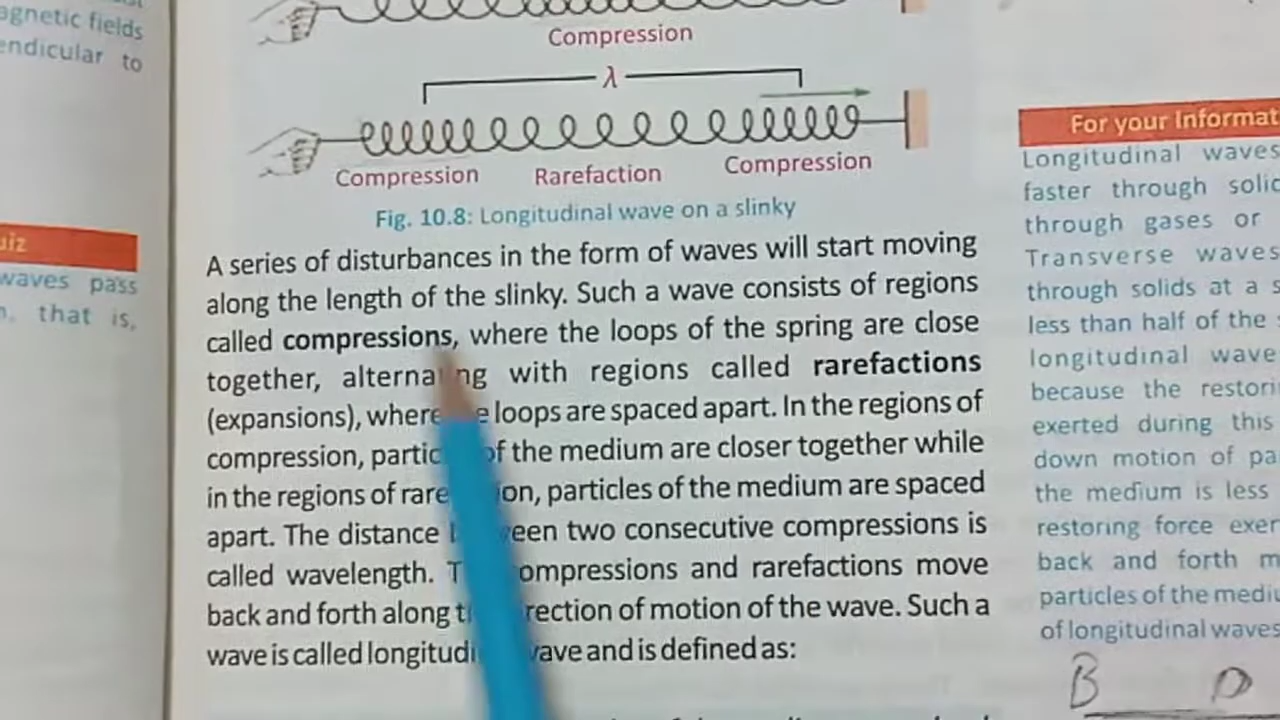 agnetic fields
endicular to
uiz
waves pass
that is,
Compression
λ
Compression
Rarefaction
Compression
Fig. 10.8: Longitudinal wave on a slinky
A series of disturbances in the form of waves will start moving
along the length of the slinky. Such a wave consists of regions
called compressions, where the loops of the spring are close
together, alternating with regions called rarefactions
(expansions), where loops are spaced apart. In the regions of
compression, partic of the medium are closer together while
in the regions of rare ion, particles of the medium are spaced
apart. The distance een two consecutive compressions is
called wavelength. T ompressions and rarefactions move
back and forth along t rection of motion of the wave. Such a
wave is called longitudi wave and is defined as:
For your Informat
Longitudinal waves
faster through solid
through gases or
Transverse waves
through solids at a s
less than half of the
longitudinal wave
because the restori
exerted during this
down motion of pa
the medium is less
restoring force exer
back and forth m
particles of the mediu
of longitudinal waves
B D